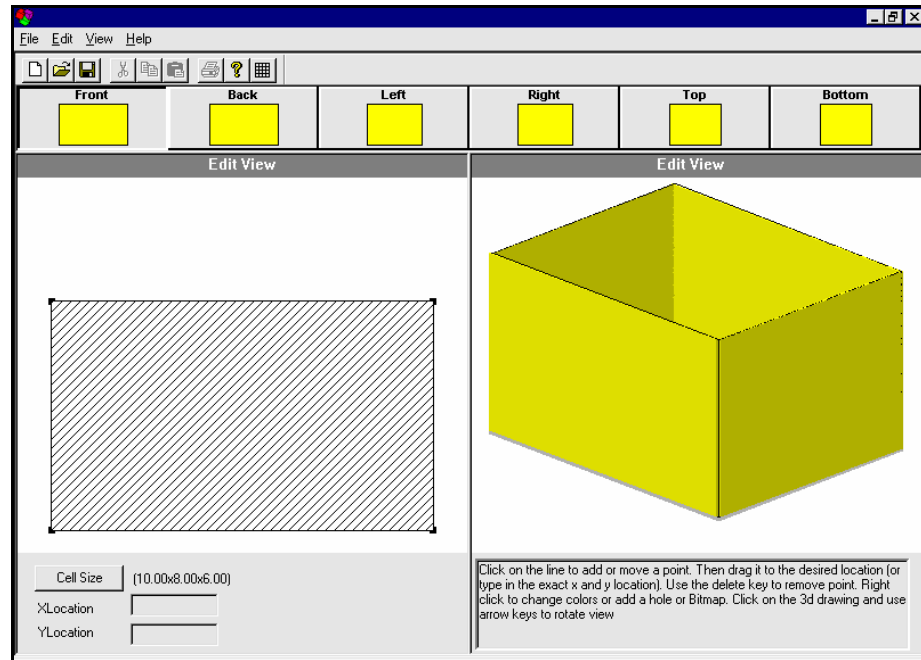 File Edit View Help
Front Back Left Right Top Bottom
Edit View
Edit View
Cell Size (10.00x8.00x6.00)
XLocation
YLocation
Click on the line to add or move a point. Then drag it to the desired location (or
type in the exact x and y location). Use the delete key to remove point. Right
click to change colors or add a hole or Bitmap. Click on the 3d drawing and use
arrow keys to rotate view